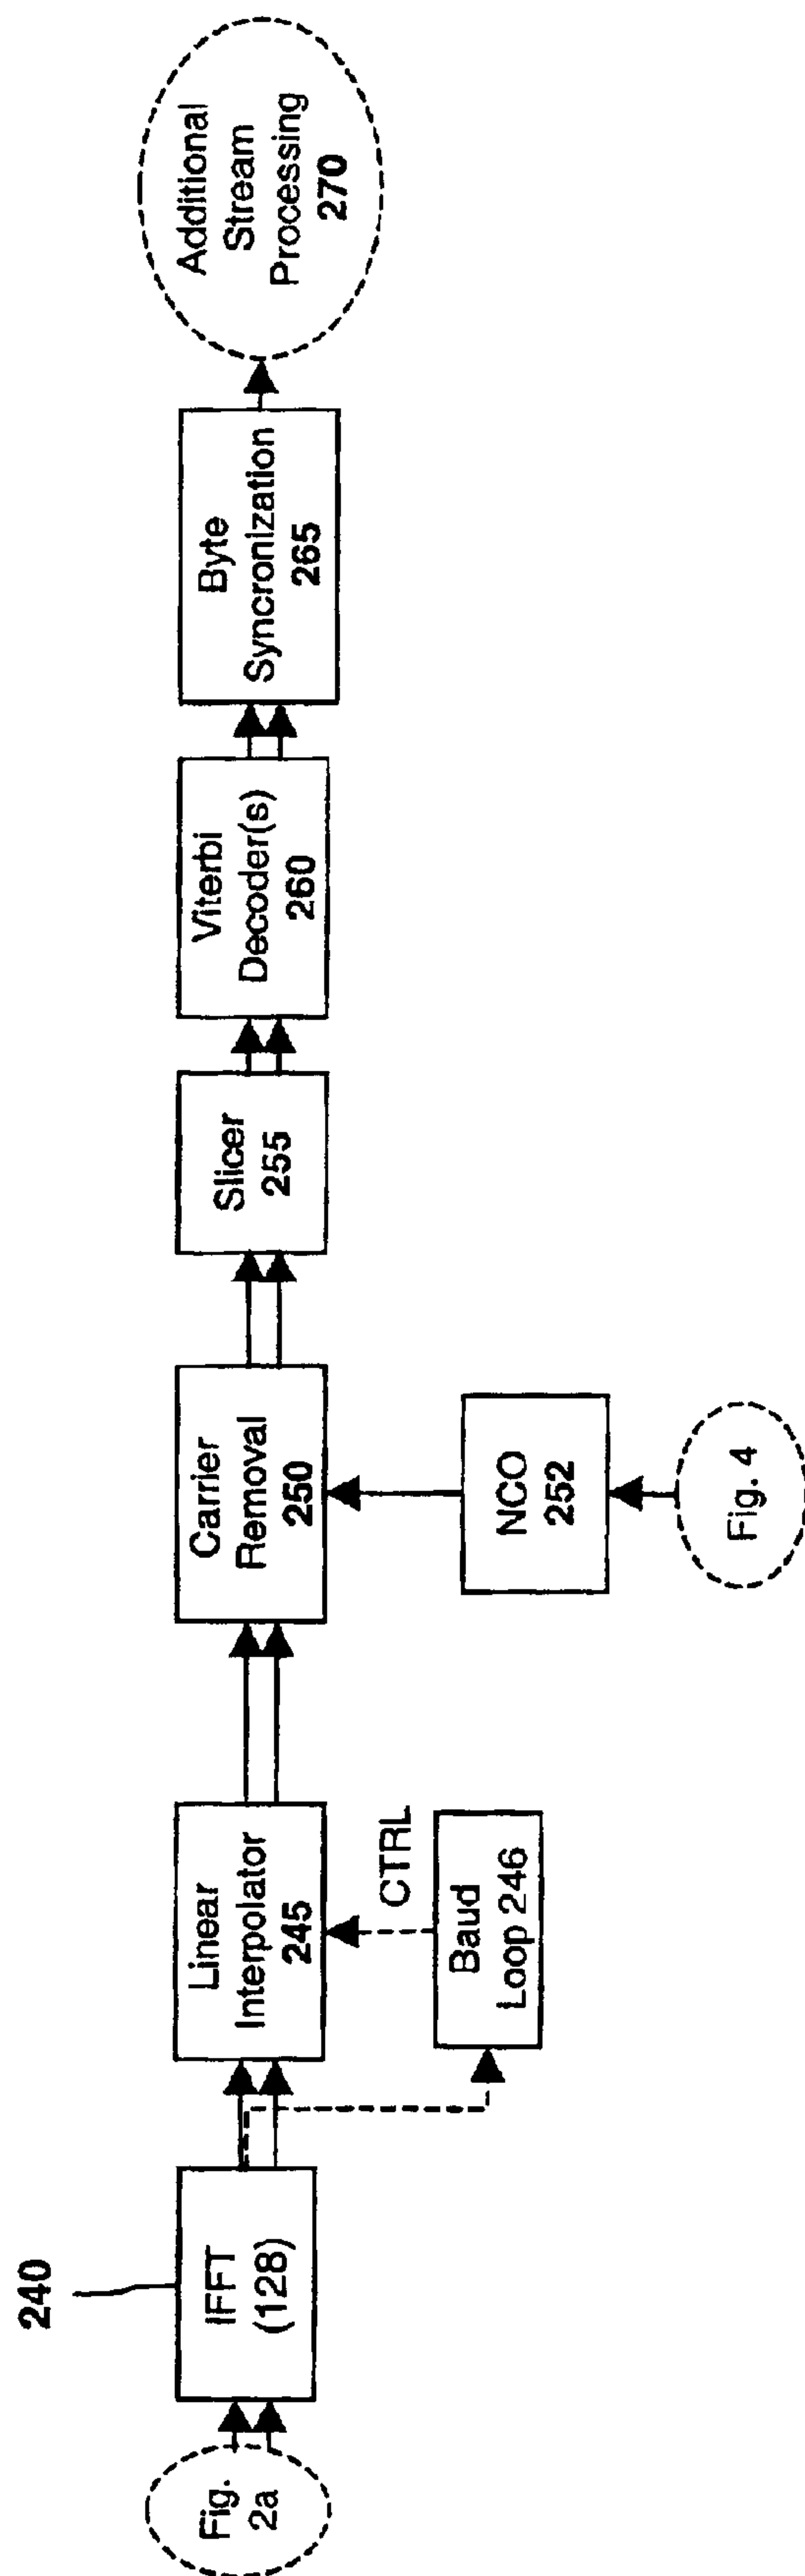 Fig.
2a
240
IFFT
(128)
Linear
Interpolator
245
CTRL
Baud
Loop 246
Carrier
Removal
250
NCO
252
Fig. 4
Slicer
255
Viterbi
Decoder(s)
260
Byte
Syncronization
265
Additional
Stream
Processing
270